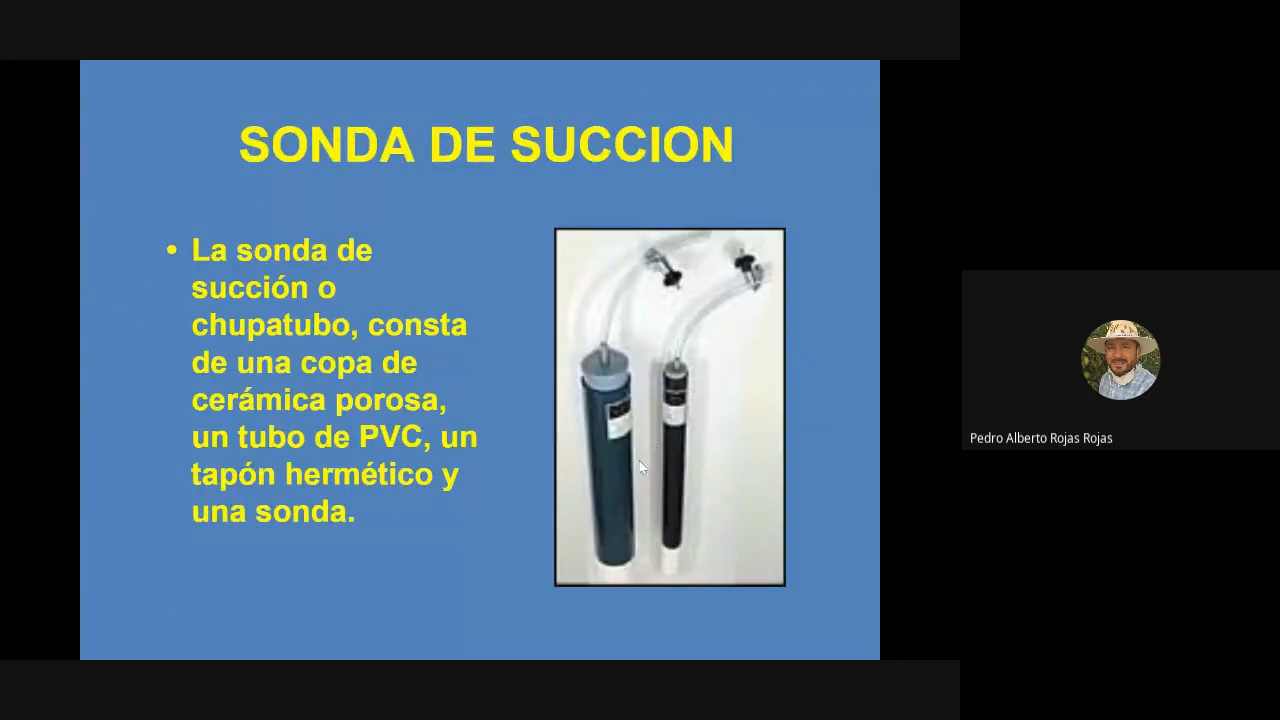 SONDA DE SUCCION
• La sonda de
succión o
chupatubo, consta
de una copa de
cerámica porosa,
un tubo de PVC, un
tapón hermético y
una sonda.
Pedro Alberto Rojas Rojas